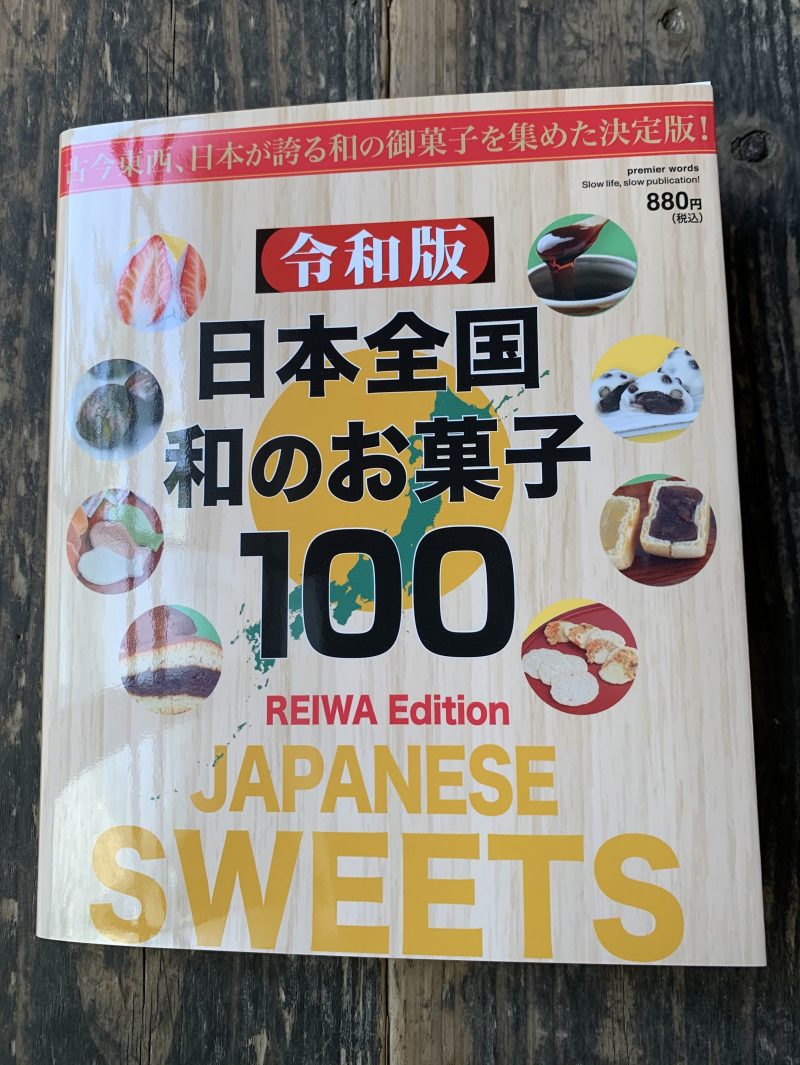 古今東西、日本が誇る和の御菓子を集めた決定版!
premier words
Slow life, slow publication!
880円
(税込)
令和版
日本全国
和のお菓子
100
REIWA Edition
JAPANESE
SWEETS